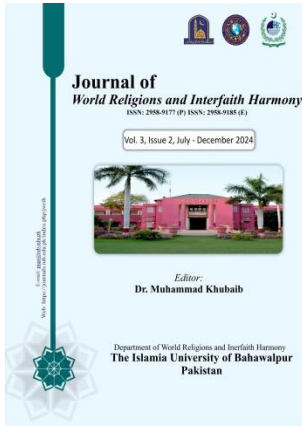 Journal of
World Religions and Interfaith Harmony
ISSN: 2958-9177 (P) ISSN: 2958-9185 (E)
Vol. 3, Issue 2, July - December 2024
Editor:
Dr. Muhammad Khubaib
Department of World Religions and Inerfaith Harmony
The Islamia University of Bahawalpur
Pakistan